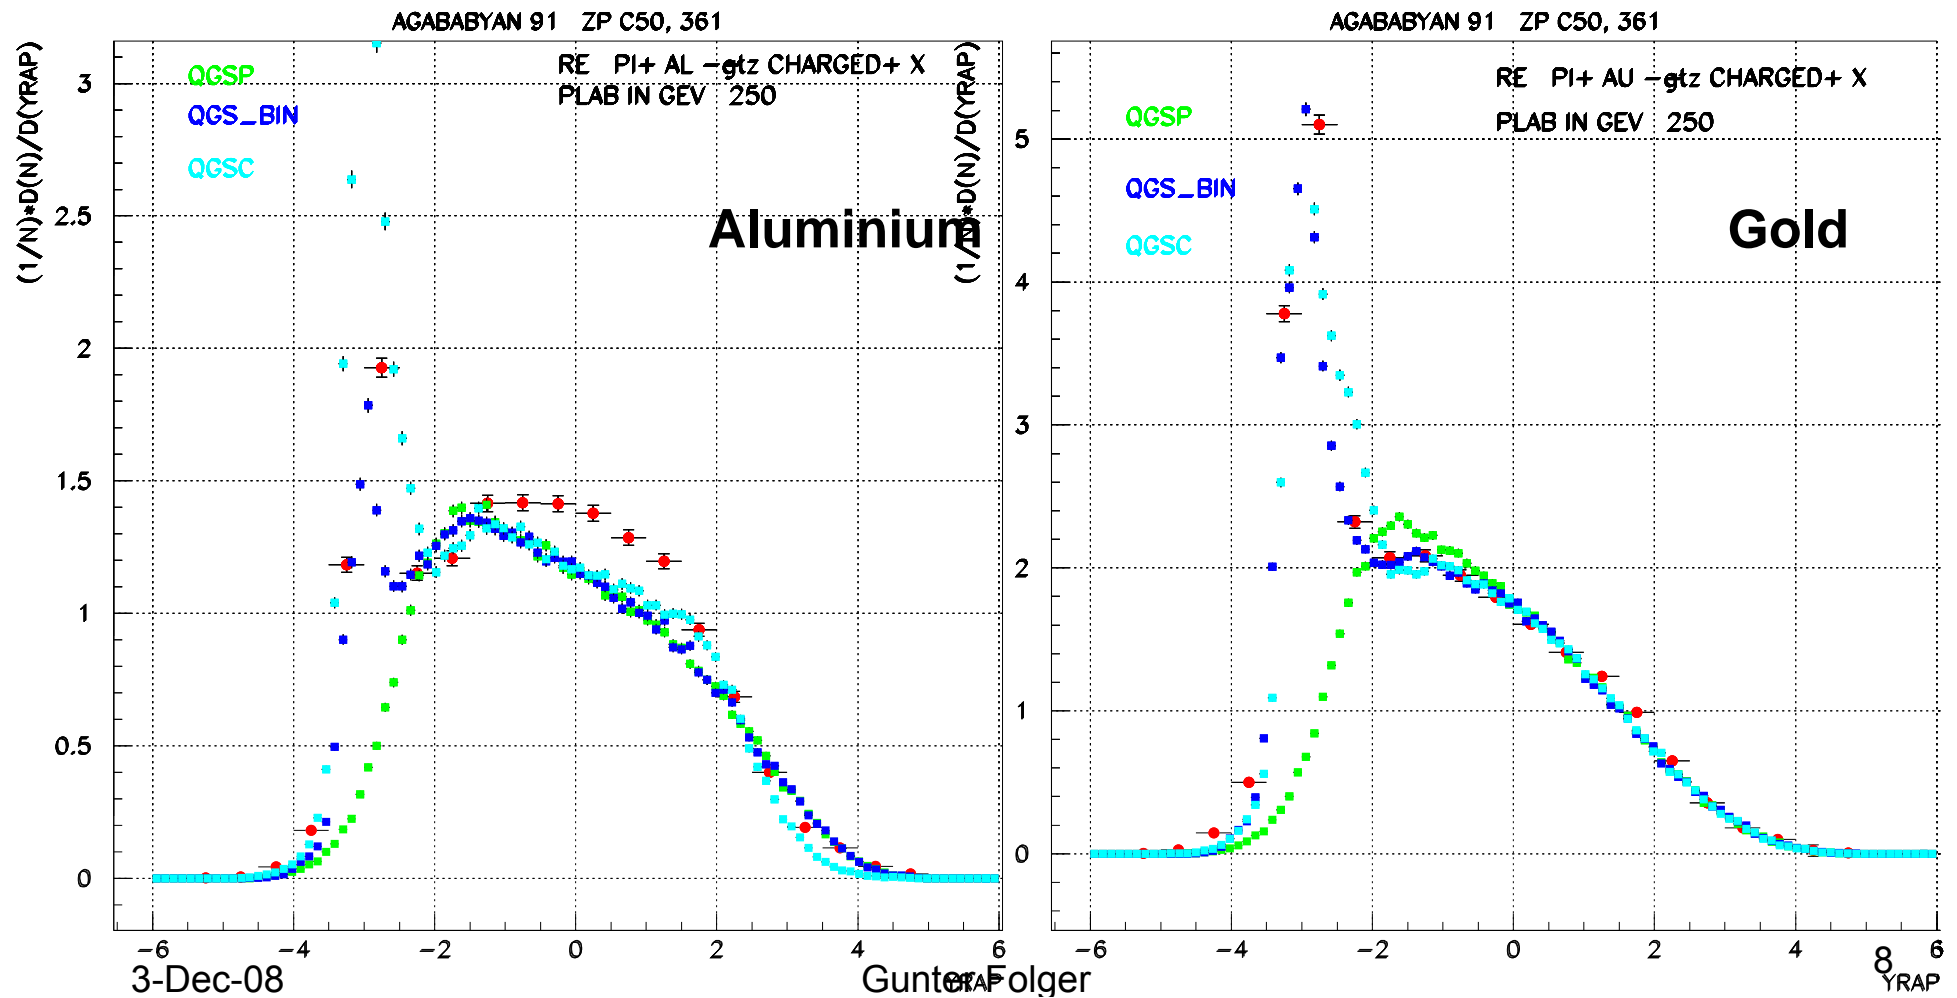 AGABABYAN 91 ZP C50, 361
(1/N)*D(N)/D(YRAP)
QGSP
QGS_BIN
QGSC
RE PI+ AL -gtz CHARGED+ X
PLAB IN GEV 250
Aluminium
3
2.5
2
1.5
1
0.5
0
-6 -4 -2 0 2 4 6
YRAP
AGABABYAN 91 ZP C50, 361
(1/N)*D(N)/D(YRAP)
QGSP
QGS_BIN
QGSC
RE PI+ AU -gtz CHARGED+ X
PLAB IN GEV 250
Gold
5
4
3
2
1
0
-6 -4 -2 0 2 4 6
YRAP
3-Dec-08
Gunter Folger
8